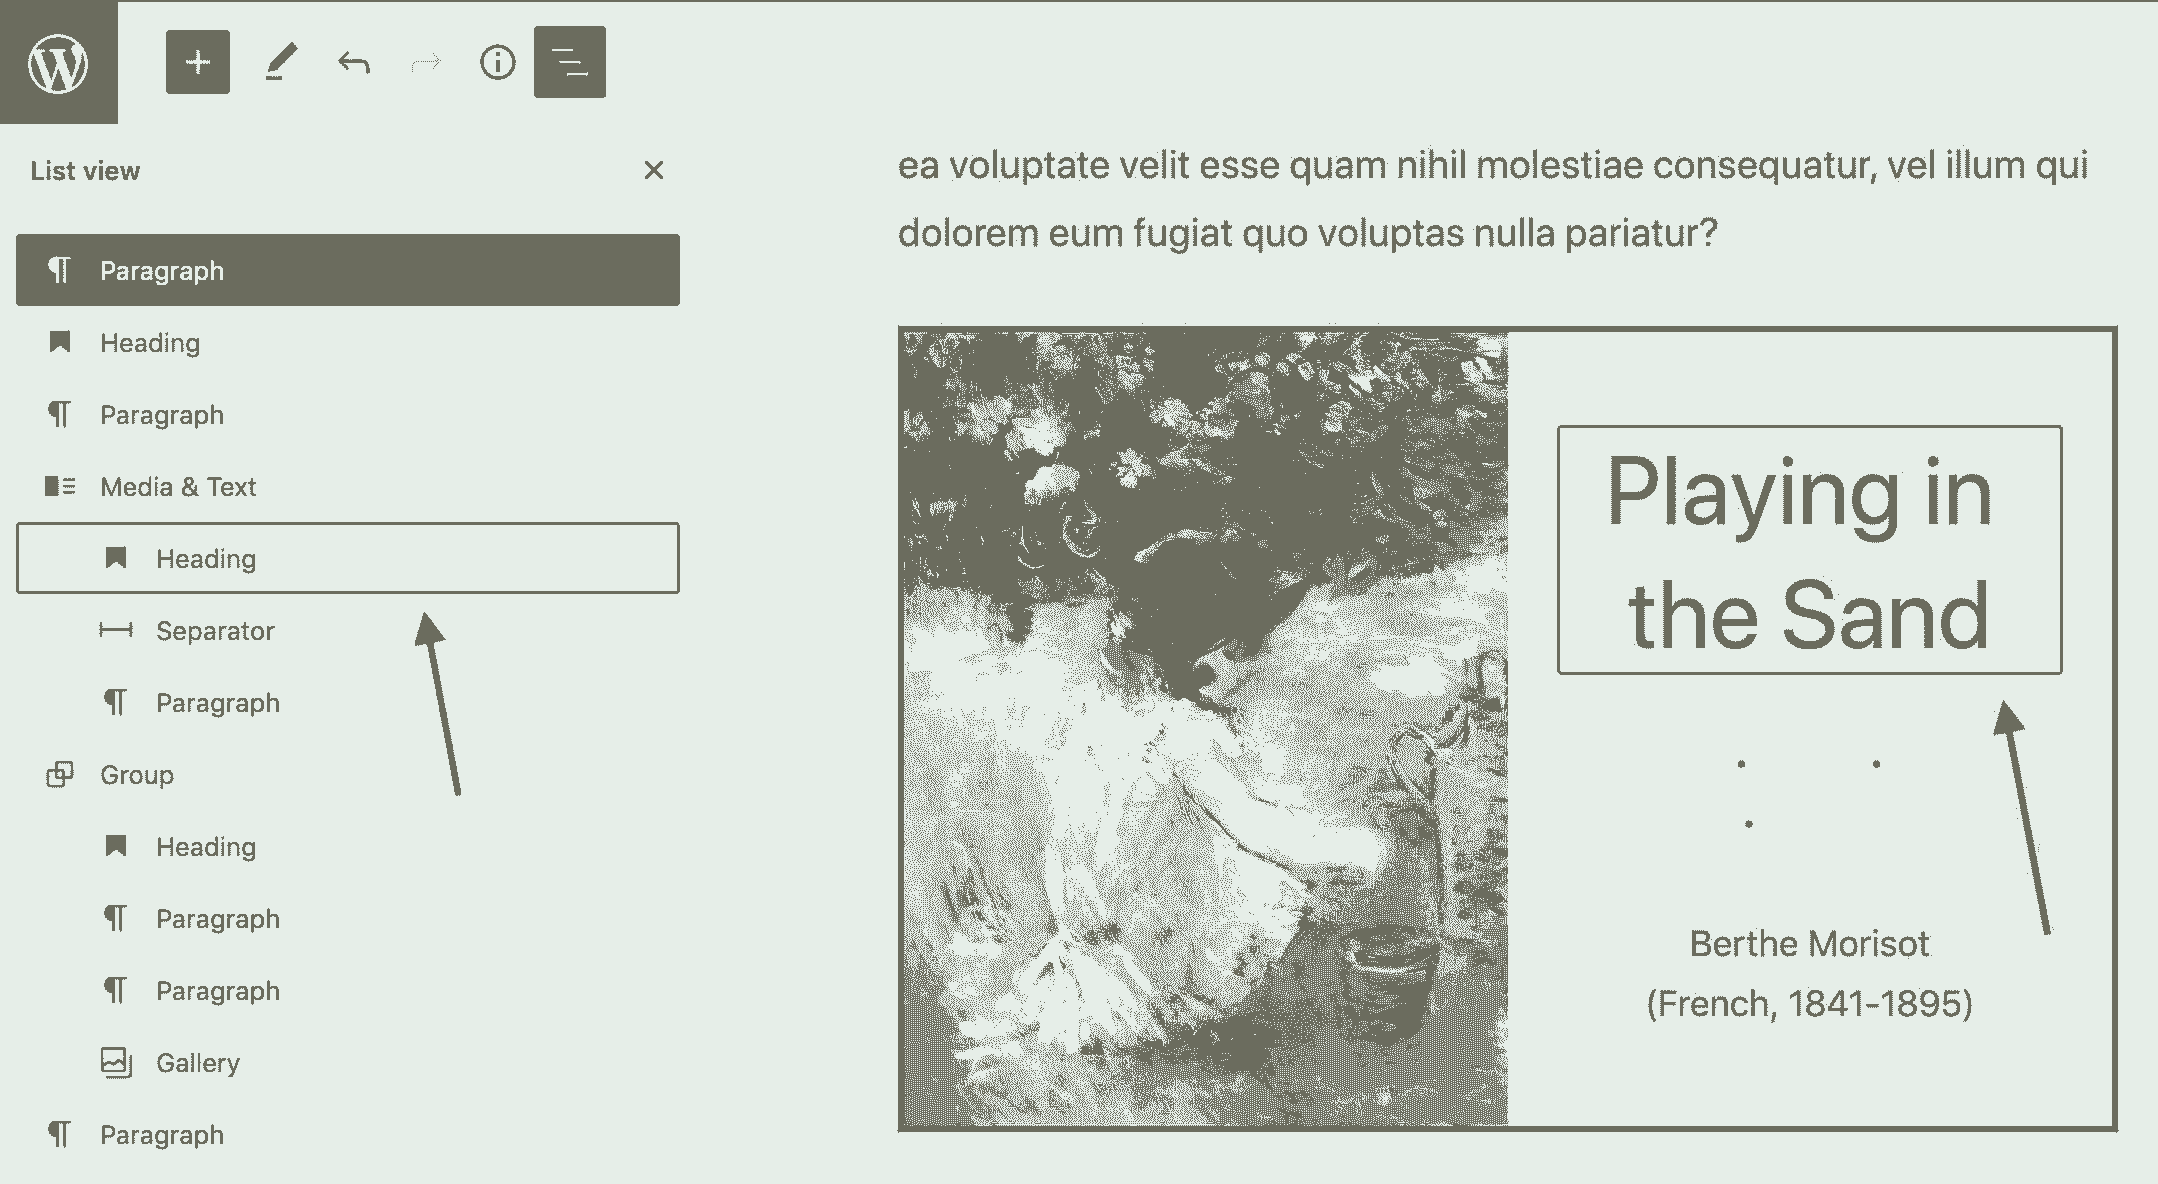 List view
Paragraph
Heading
Paragraph
Media & Text
Heading
Separator
Paragraph
Group
Heading
Paragraph
Paragraph
Gallery
Paragraph
ea voluptate velit esse quam nihil molestiae consequatur, vel illum qui
dolorem eum fugiat quo voluptas nulla pariatur?
Playing in
the Sand
Berthe Morisot
(French, 1841-1895)